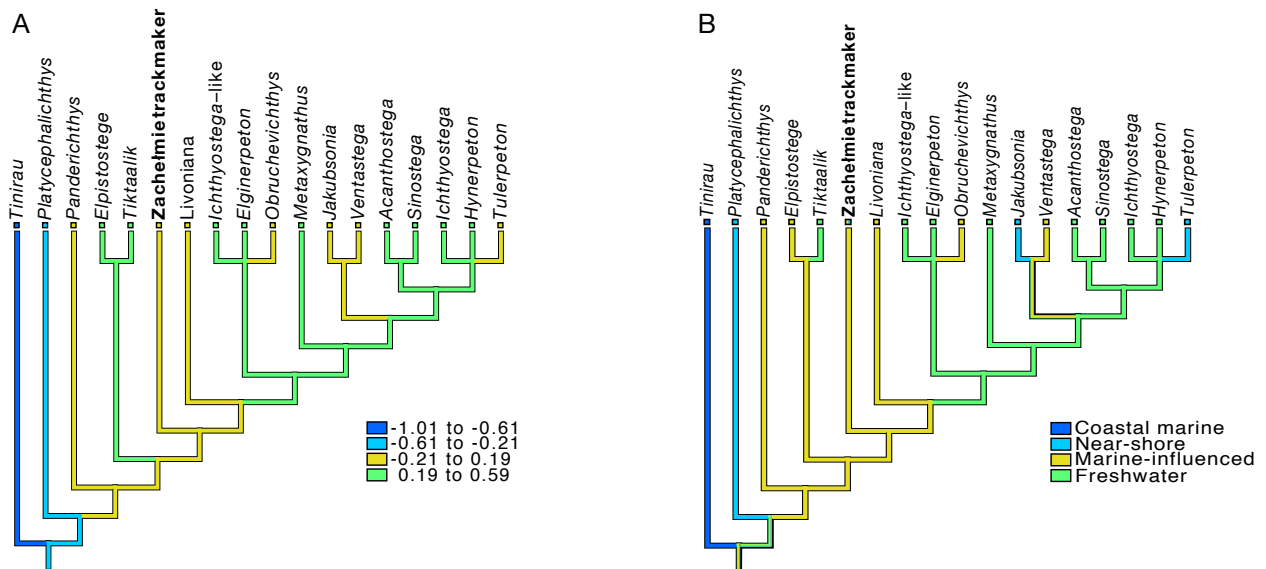 A
Tinirau
Platycephalichthys
Panderichthys
Elpistostege
Tiktaalik
Zachełmie trackmaker
Livoniana
Ichthyostega-like
Elginerpeton
Obruchevichthys
Metaxygnathus
Jakubsonia
Ventastega
Acanthostega
Sinostega
Ichthyostega
Hynerpeton
Tulerpeton
-1.01 to -0.61
-0.61 to -0.21
-0.21 to 0.19
0.19 to 0.59
B
Tinirau
Platycephalichthys
Panderichthys
Elpistostege
Tiktaalik
Zachełmie trackmaker
Livoniana
Ichthyostega–like
Elginerpeton
Obruchevichthys
Metaxygnathus
Jakubsonia
Ventastega
Acanthostega
Sinostega
Ichthyostega
Hynerpeton
Tulerpeton
Coastal marine
Near-shore
Marine-influenced
Freshwater